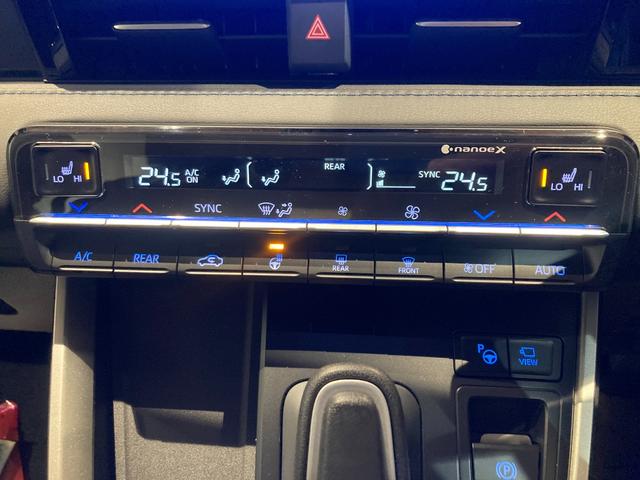 nanoeX
LO HI
24.5 A/C ON REAR SYNC 24.5
LO HI
SYNC
A/C REAR REAR FRONT OFF AUTO
P VIEW
P